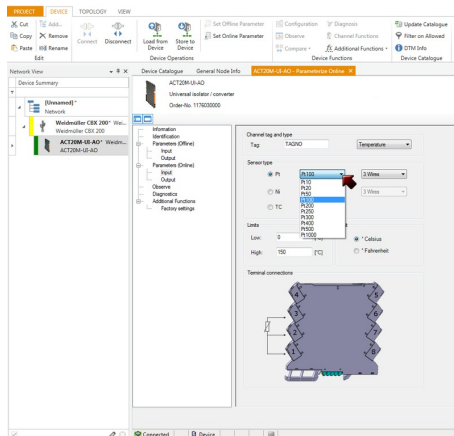 PROJECT DEVICE TOPOLOGY VIEW
Cut Add...
Copy Remove
Paste Rename
Connect Disconnect
Load from Device Store to Device
Set Offline Parameter
Set Online Parameter
Configuration Diagnosis
Observe
Compare Additional Functions
Update Catalogue
Filter on Allowed
DTM Info
Edit Device Operations Device Functions Device Catalogue
Network View
Device Catalogue General Node Info ACT20M-UI-AO - Parameterize Online
Device Summary
(Unnamed)*
Network
Weidmüller CBX 200* Wei...
Weidmüller CBX 200
ACT20M-UI-AO* Weidm...
ACT20M-UI-AO
ACT20M-UI-AO
Universal isolator / converter
Order-No. 1176030000
Information
Identification
Parameters (Offline)
Input
Output
Parameters (Online)
Input
Output
Observe
Diagnostics
Additional Functions
Factory settings
Channel tag and type
Tag: TAGNO Temperature
Sensor type
Pt Pt100 3 Wires
Pt10
Pt20
Pt50
Pt100
Pt200
Pt250
Pt300
Pt400
Pt500
Pt1000
Ni 3 Wires
TC
Limits
Low: 0 [°C]
High: 150 [°C]
° Celsius
° Fahrenheit
Terminal connections
4 5
3 6
2 7
1 8
Connected Device